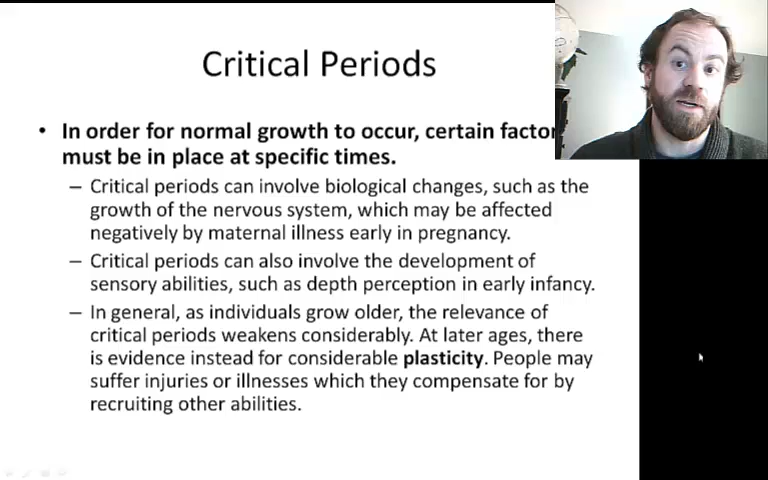 Critical Periods
• In order for normal growth to occur, certain
must be in place at specific times.
– Critical periods can involve biological changes, such as the
growth of the nervous system, which may be affected
negatively by maternal illness early in pregnancy.
– Critical periods can also involve the development of
sensory abilities, such as depth perception in early infancy.
– In general, as individuals grow older, the relevance of
critical periods weakens considerably. At later ages, there
is evidence instead for considerable plasticity. People may
suffer injuries or illnesses which they compensate for by
recruiting other abilities.